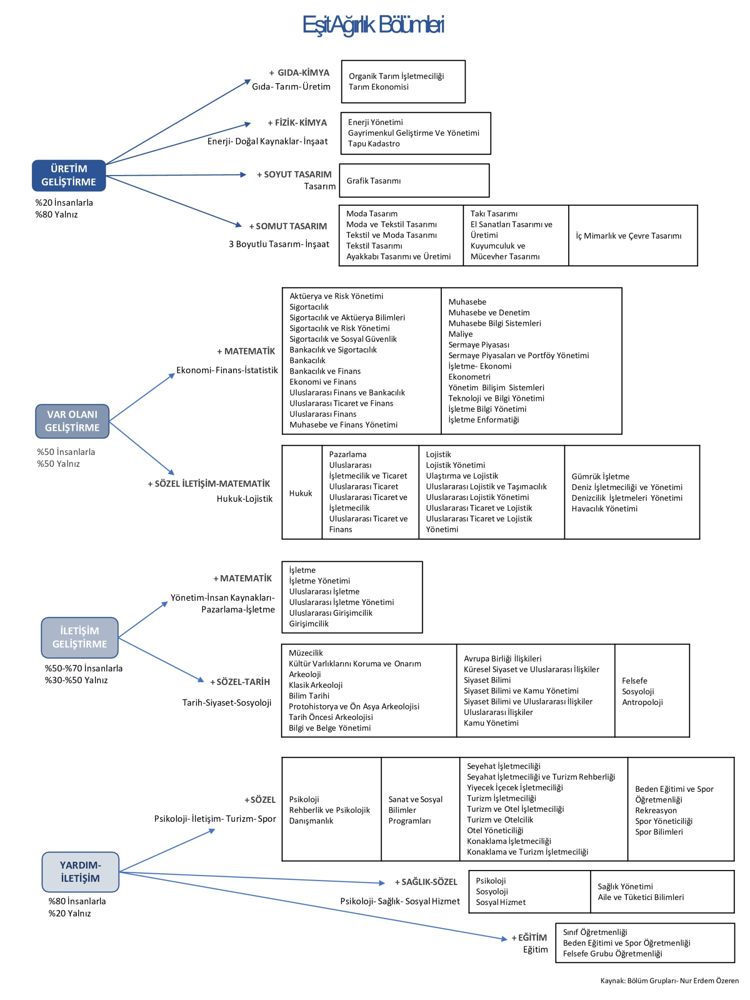 Eşit Ağırlık Bölümleri
+ GIDA-KİMYA
Gıda- Tarım- Üretim
Organik Tarım İşletmeciliği
Tarım Ekonomisi
+ FİZİK- KİMYA
Enerji- Doğal Kaynaklar- İnşaat
Enerji Yönetimi
Gayrimenkul Geliştirme Ve Yönetimi
Tapu Kadastro
ÜRETİM
GELİŞTİRME
%20 İnsanlarla
%80 Yalnız
+ SOYUT TASARIM
Tasarım
Grafik Tasarımı
+ SOMUT TASARIM
3 Boyutlu Tasarım- İnşaat
Moda Tasarım
Moda ve Tekstil Tasarımı
Tekstil ve Moda Tasarımı
Tekstil Tasarımı
Ayakkabı Tasarımı ve Üretimi
Takı Tasarımı
El Sanatları Tasarımı ve
Üretimi
Kuyumculuk ve
Mücevher Tasarımı
İç Mimarlık ve Çevre Tasarımı
VAR OLANI
GELİŞTİRME
%50 İnsanlarla
%50 Yalnız
+ MATEMATİK
Ekonomi- Finans-İstatistik
Aktüerya ve Risk Yönetimi
Sigortacılık
Sigortacılık ve Aktüerya Bilimleri
Sigortacılık ve Risk Yönetimi
Sigortacılık ve Sosyal Güvenlik
Bankacılık ve Sigortacılık
Bankacılık
Bankacılık ve Finans
Ekonomi ve Finans
Uluslararası Finans ve Bankacılık
Uluslararası Ticaret ve Finans
Uluslararası Finans
Muhasebe ve Finans Yönetimi
Muhasebe
Muhasebe ve Denetim
Muhasebe Bilgi Sistemleri
Maliye
Sermaye Piyasası
Sermaye Piyasaları ve Portföy Yönetimi
İşletme- Ekonomi
Ekonometri
Yönetim Bilişim Sistemleri
Teknoloji ve Bilgi Yönetimi
İşletme Bilgi Yönetimi
İşletme Enformatiği
+ SÖZEL İLETİŞİM-MATEMATİK
Hukuk-Lojistik
Hukuk
Pazarlama
Uluslararası
İşletmecilik ve Ticaret
Uluslararası Ticaret
Uluslararası Ticaret ve
İşletmecilik
Uluslararası Ticaret ve
Finans
Lojistik
Lojistik Yönetimi
Ulaştırma ve Lojistik
Uluslararası Lojistik ve Taşımacılık
Uluslararası Lojistik Yönetimi
Uluslararası Ticaret ve Lojistik
Uluslararası Ticaret ve Lojistik
Yönetimi
Gümrük İşletme
Deniz İşletmeciliği ve Yönetimi
Denizcilik İşletmeleri Yönetimi
Havacılık Yönetimi
İLETİŞİM
GELİŞTİRME
%50-%70 İnsanlarla
%30-%50 Yalnız
+ MATEMATİK
Yönetim-İnsan Kaynakları-
Pazarlama-İşletme
İşletme
İşletme Yönetimi
Uluslararası İşletme
Uluslararası İşletme Yönetimi
Uluslararası Girişimcilik
Girişimcilik
+ SÖZEL-TARİH
Tarih-Siyaset-Sosyoloji
Müzecilik
Kültür Varlıklarını Koruma ve Onarım
Arkeoloji
Klasik Arkeoloji
Bilim Tarihi
Protohistorya ve Ön Asya Arkeolojisi
Tarih Öncesi Arkeolojisi
Bilgi ve Belge Yönetimi
Avrupa Birliği İlişkileri
Küresel Siyaset ve Uluslararası İlişkiler
Siyaset Bilimi
Siyaset Bilimi ve Kamu Yönetimi
Siyaset Bilimi ve Uluslararası İlişkiler
Uluslararası İlişkiler
Kamu Yönetimi
Felsefe
Sosyoloji
Antropoloji
YARDIM-
İLETİŞİM
%80 İnsanlarla
%20 Yalnız
+ SÖZEL
Psikoloji- İletişim- Turizm- Spor
Psikoloji
Rehberlik ve Psikolojik
Danışmanlık
Sanat ve Sosyal
Bilimler
Programları
Seyehat İşletmeciliği
Seyahat İşletmeciliği ve Turizm Rehberliği
Yiyecek İçecek İşletmeciliği
Turizm İşletmeciliği
Turizm ve Otel İşletmeciliği
Turizm ve Otelcilik
Otel Yöneticiliği
Konaklama İşletmeciliği
Konaklama ve Turizm İşletmeciliği
Beden Eğitimi ve Spor
Öğretmenliği
Rekreasyon
Spor Yöneticiliği
Spor Bilimleri
+ SAĞLIK-SÖZEL
Psikoloji- Sağlık- Sosyal Hizmet
Psikoloji
Sosyoloji
Sosyal Hizmet
Sağlık Yönetimi
Aile ve Tüketici Bilimleri
+ EĞİTİM
Eğitim
Sınıf Öğretmenliği
Beden Eğitimi ve Spor Öğretmenliği
Felsefe Grubu Öğretmenliği
Kaynak: Bölüm Grupları- Nur Erdem Özeren